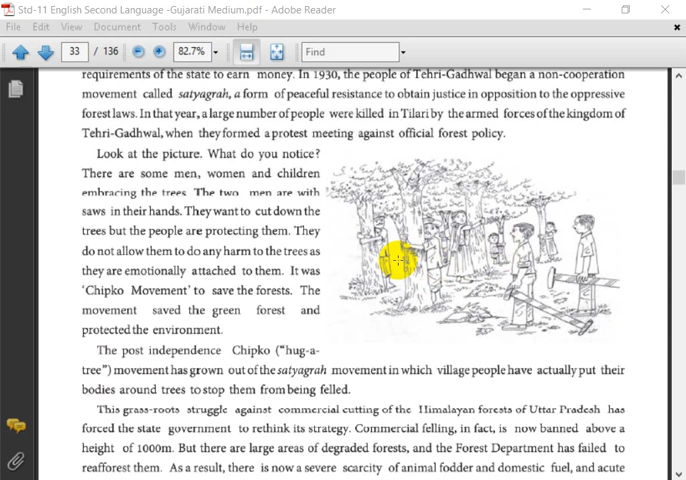 Std-11 English Second Language -Gujarati Medium.pdf - Adobe Reader
File Edit View Document Tools Window Help
33 / 136 82.7% Find
requirements of the state to earn money. In 1930, the people of Tehri-Gadhwal began a non-cooperation
movement called satyagrah, a form of peaceful resistance to obtain justice in opposition to the oppressive
forest laws. In that year, a large number of people were killed in Tilari by the armed forces of the kingdom of
Tehri-Gadhwal, when they formed a protest meeting against official forest policy.
Look at the picture. What do you notice?
There are some men, women and children
embracing the trees. The two men are with
saws in their hands. They want to cut down the
trees but the people are protecting them. They
do not allow them to do any harm to the trees as
they are emotionally attached to them. It was
‘Chipko Movement’ to save the forests. The
movement saved the green forest and
protected the environment.
The post independence Chipko (“hug-a-
tree”) movement has grown out of the satyagrah movement in which village people have actually put their
bodies around trees to stop them from being felled.
This grass-roots struggle against commercial cutting of the Himalayan forests of Uttar Pradesh has
forced the state government to rethink its strategy. Commercial felling, in fact, is now banned above a
height of 1000m. But there are large areas of degraded forests, and the Forest Department has failed to
reafforest them. As a result, there is now a severe scarcity of animal fodder and domestic fuel, and acute